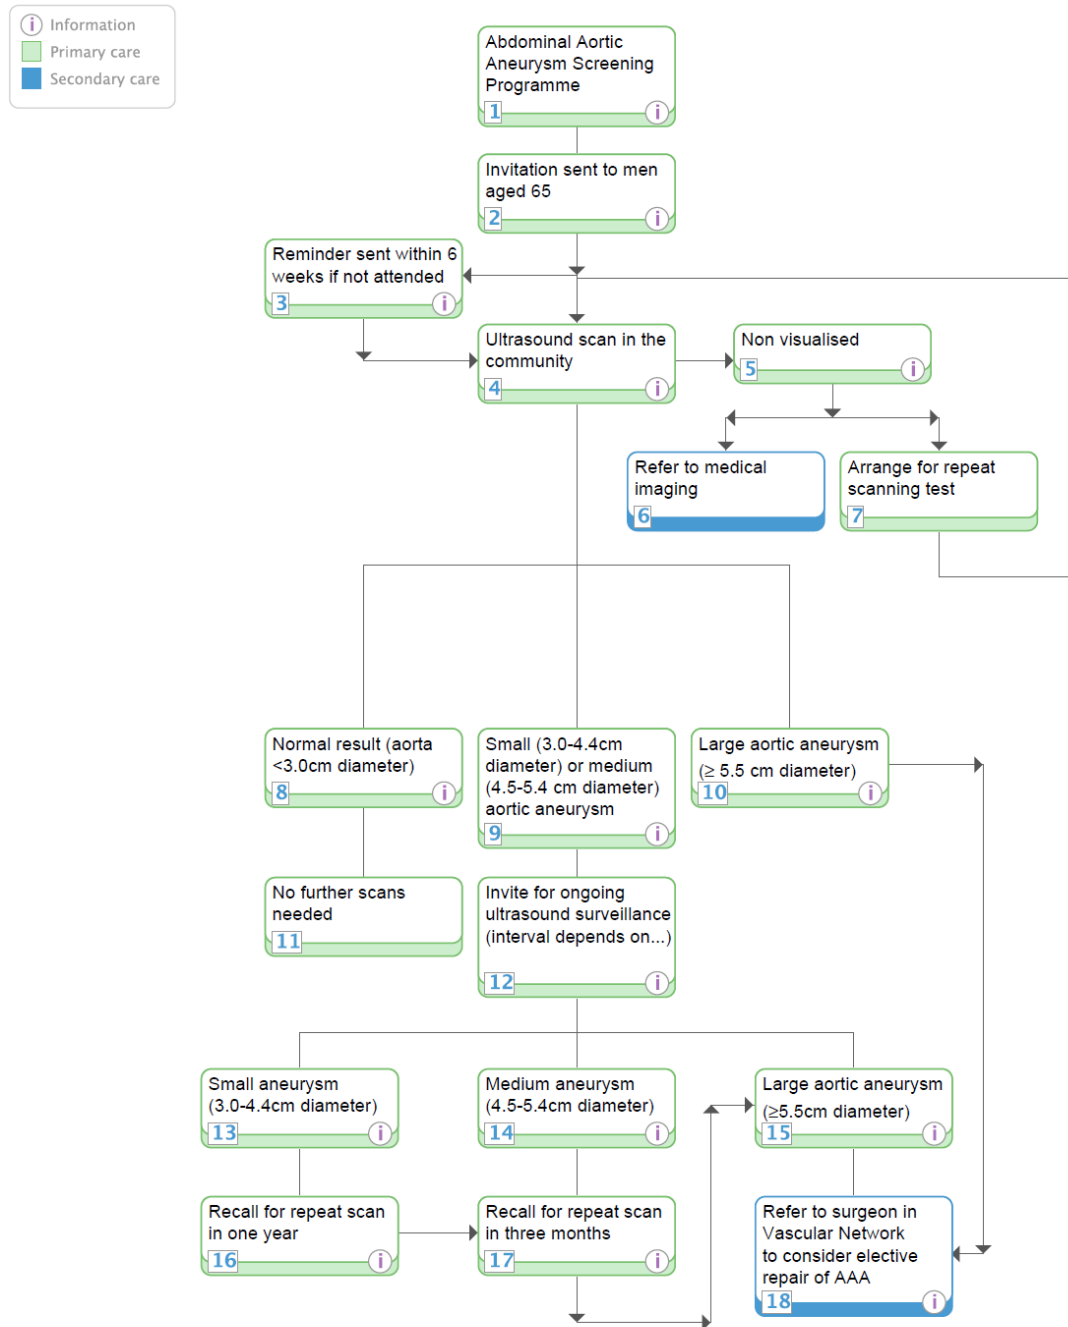 i Information
Primary care
Secondary care
Abdominal Aortic
Aneurysm Screening
Programme
1 i
Invitation sent to men
aged 65
2 i
Reminder sent within 6
weeks if not attended
3 i
Ultrasound scan in the
community
4 i
Non visualised
5 i
Refer to medical
imaging
6
Arrange for repeat
scanning test
7
Normal result (aorta
<3.0cm diameter)
8 i
Small (3.0-4.4cm
diameter) or medium
(4.5-5.4 cm diameter)
aortic aneurysm
9 i
Large aortic aneurysm
(≥ 5.5 cm diameter)
10 i
No further scans
needed
11
Invite for ongoing
ultrasound surveillance
(interval depends on...)
12 i
Small aneurysm
(3.0-4.4cm diameter)
13 i
Medium aneurysm
(4.5-5.4cm diameter)
14 i
Large aortic aneurysm
(≥5.5cm diameter)
15 i
Recall for repeat scan
in one year
16 i
Recall for repeat scan
in three months
17 i
Refer to surgeon in
Vascular Network
to consider elective
repair of AAA
18 i